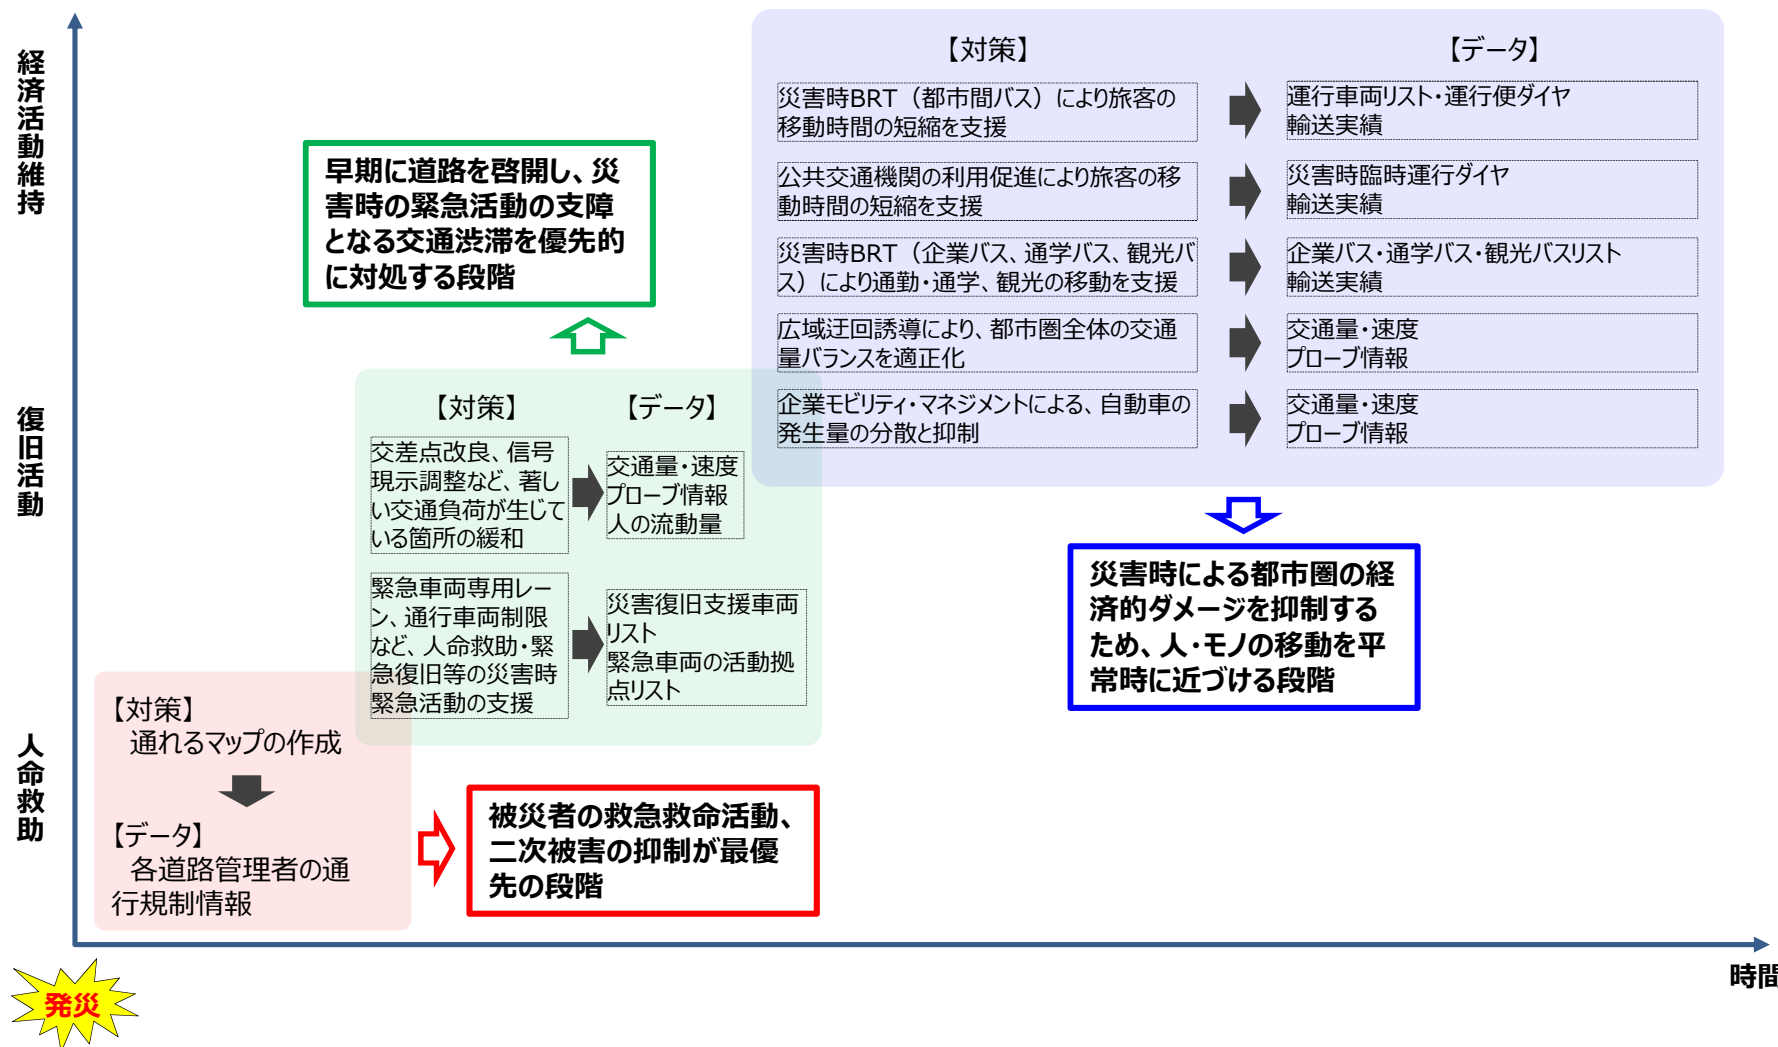 経済活動維持
復旧活動
人命救助
発災
時間
【対策】
通れるマップの作成
【データ】
各道路管理者の通
行規制情報
被災者の救急救命活動、
二次被害の抑制が最優
先の段階
早期に道路を啓開し、災
害時の緊急活動の支障
となる交通渋滞を優先的
に対処する段階
【対策】
【データ】
交差点改良、信号
現示調整など、著し
い交通負荷が生じて
いる箇所の緩和
交通量・速度
プローブ情報
人の流動量
緊急車両専用レー
ン、通行車両制限
など、人命救助・緊
急復旧等の災害時
緊急活動の支援
災害復旧支援車両
リスト
緊急車両の活動拠
点リスト
【対策】
【データ】
災害時BRT（都市間バス）により旅客の
移動時間の短縮を支援
運行車両リスト・運行便ダイヤ
輸送実績
公共交通機関の利用促進により旅客の移
動時間の短縮を支援
災害時臨時運行ダイヤ
輸送実績
災害時BRT（企業バス、通学バス、観光バ
ス）により通勤・通学、観光の移動を支援
企業バス・通学バス・観光バスリスト
輸送実績
広域迂回誘導により、都市圏全体の交通
量バランスを適正化
交通量・速度
プローブ情報
企業モビリティ・マネジメントによる、自動車の
発生量の分散と抑制
交通量・速度
プローブ情報
災害時による都市圏の経
済的ダメージを抑制する
ため、人・モノの移動を平
常時に近づける段階